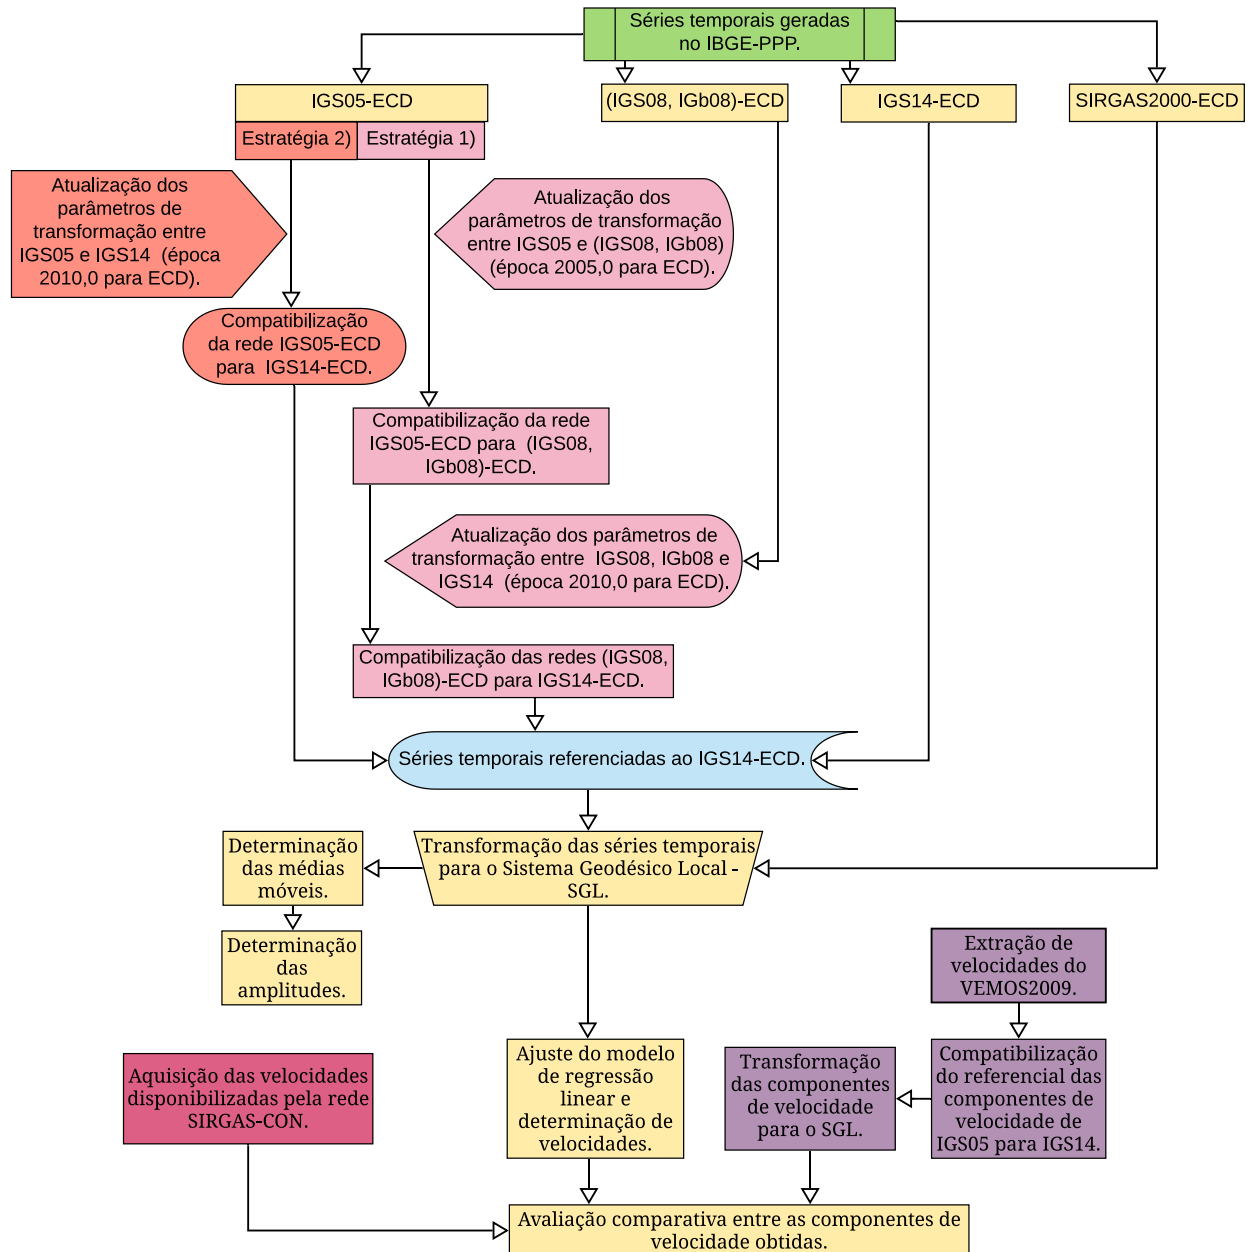 Séries temporais geradas
no IBGE-PPP.
IGS05-ECD
(IGS08, IGb08)-ECD
IGS14-ECD
SIRGAS2000-ECD
Estratégia 2)
Estratégia 1)
Atualização dos
parâmetros de
transformação entre
IGS05 e IGS14 (época
2010,0 para ECD).
Atualização dos
parâmetros de transformação
entre IGS05 e (IGS08, IGb08)
(época 2005,0 para ECD).
Compatibilização
da rede IGS05-ECD
para IGS14-ECD.
Compatibilização da rede
IGS05-ECD para (IGS08,
IGb08)-ECD.
Atualização dos parâmetros de
transformação entre IGS08, IGb08 e
IGS14 (época 2010,0 para ECD).
Compatibilização das redes (IGS08,
IGb08)-ECD para IGS14-ECD.
Séries temporais referenciadas ao IGS14-ECD.
Transformação das séries temporais
para o Sistema Geodésico Local -
SGL.
Determinação
das médias
móveis.
Determinação
das
amplitudes.
Extração de
velocidades do
VEMOS2009.
Aquisição das velocidades
disponibilizadas pela rede
SIRGAS-CON.
Ajuste do modelo
de regressão
linear e
determinação de
velocidades.
Transformação
das componentes
de velocidade
para o SGL.
Compatibilização
do referencial das
componentes de
velocidade de
IGS05 para IGS14.
Avaliação comparativa entre as componentes de
velocidade obtidas.